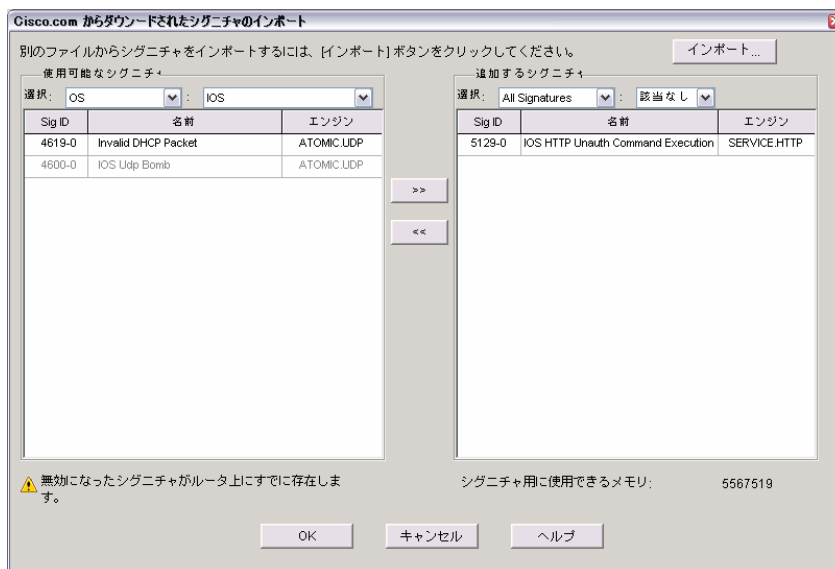 Cisco.com からダウンロードされたシグニチャのインポート
別のファイルからシグニチャをインポートするには、[インポート] ボタンをクリックしてください。
インポート...
使用可能なシグニチャ
選択: OS : IOS
Sig ID 名前 エンジン
4619-0 Invalid DHCP Packet ATOMIC.UDP
4600-0 IOS Udp Bomb ATOMIC.UDP
>>
<<
追加するシグニチャ
選択: All Signatures : 該当なし
Sig ID 名前 エンジン
5129-0 IOS HTTP Unauth Command Execution SERVICE.HTTP
無効になったシグニチャがルータ上にすでに存在しま
す。
シグニチャ用に使用できるメモリ: 5567519
OK キャンセル ヘルプ